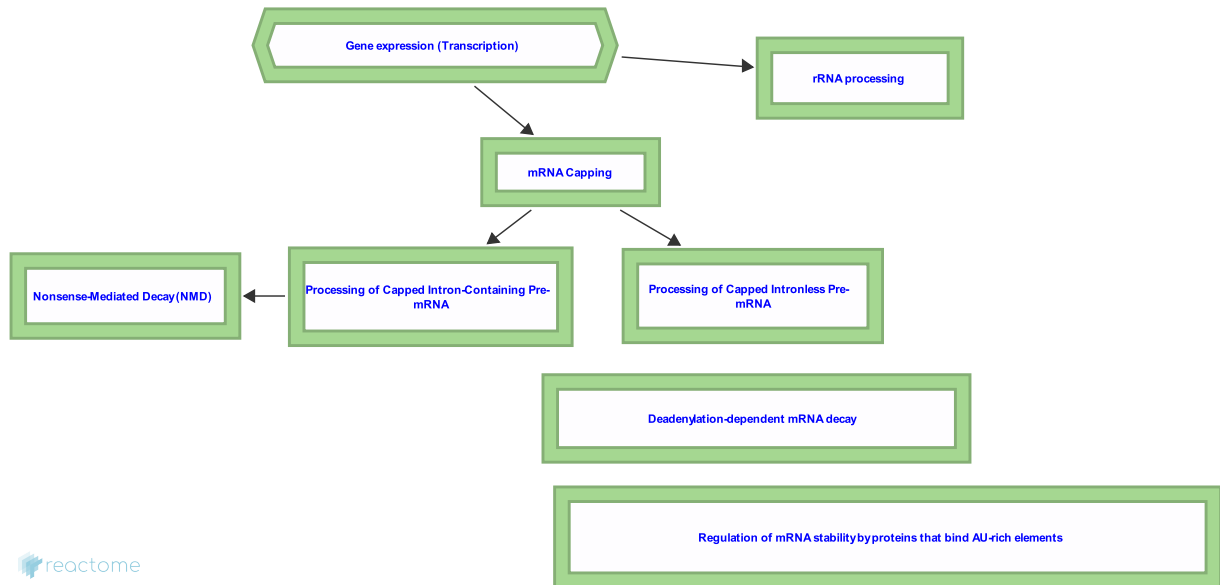 Gene expression (Transcription)
rRNA processing
mRNA Capping
Nonsense-Mediated Decay (NMD)
Processing of Capped Intron-Containing Pre-
mRNA
Processing of Capped Intronless Pre-
mRNA
Deadenylation-dependent mRNA decay
Regulation of mRNA stability by proteins that bind AU-rich elements
reactome